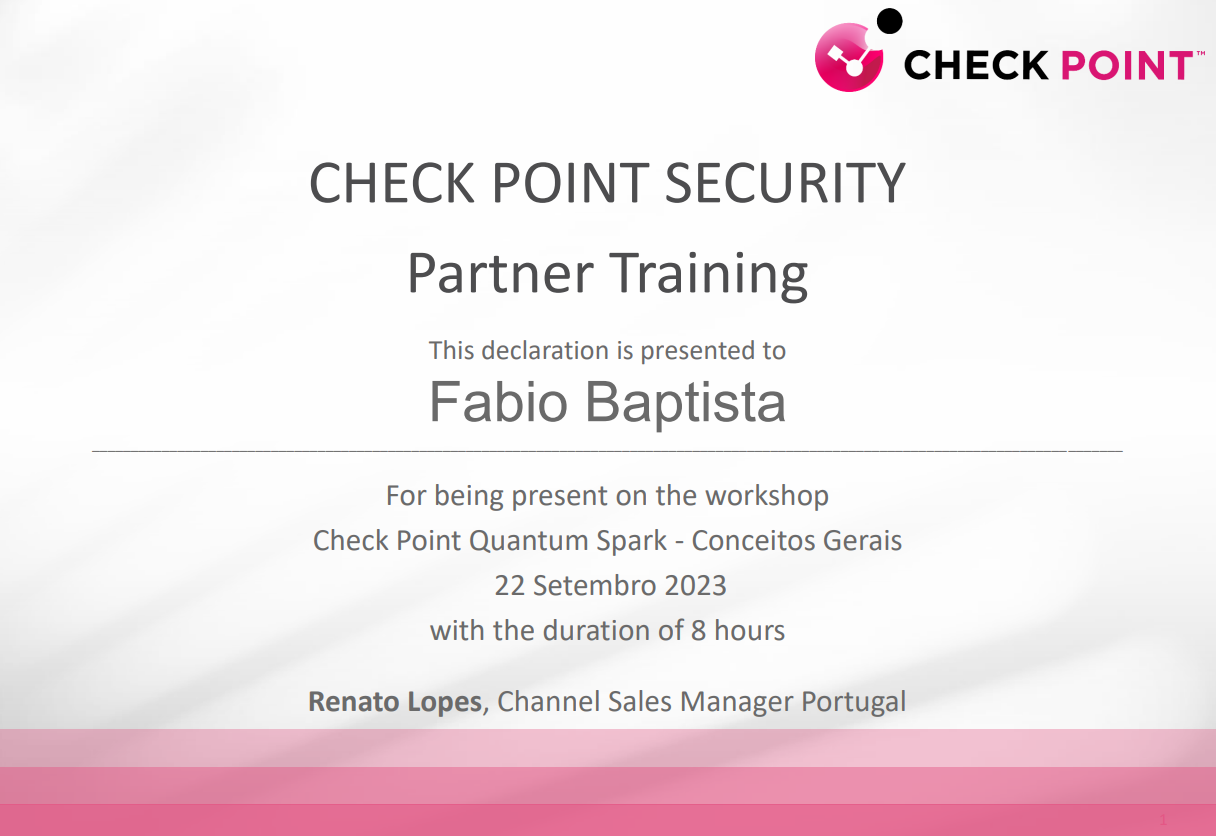 CHECK POINT™
CHECK POINT SECURITY
Partner Training
This declaration is presented to
Fabio Baptista
For being present on the workshop
Check Point Quantum Spark - Conceitos Gerais
22 Setembro 2023
with the duration of 8 hours
Renato Lopes, Channel Sales Manager Portugal
1